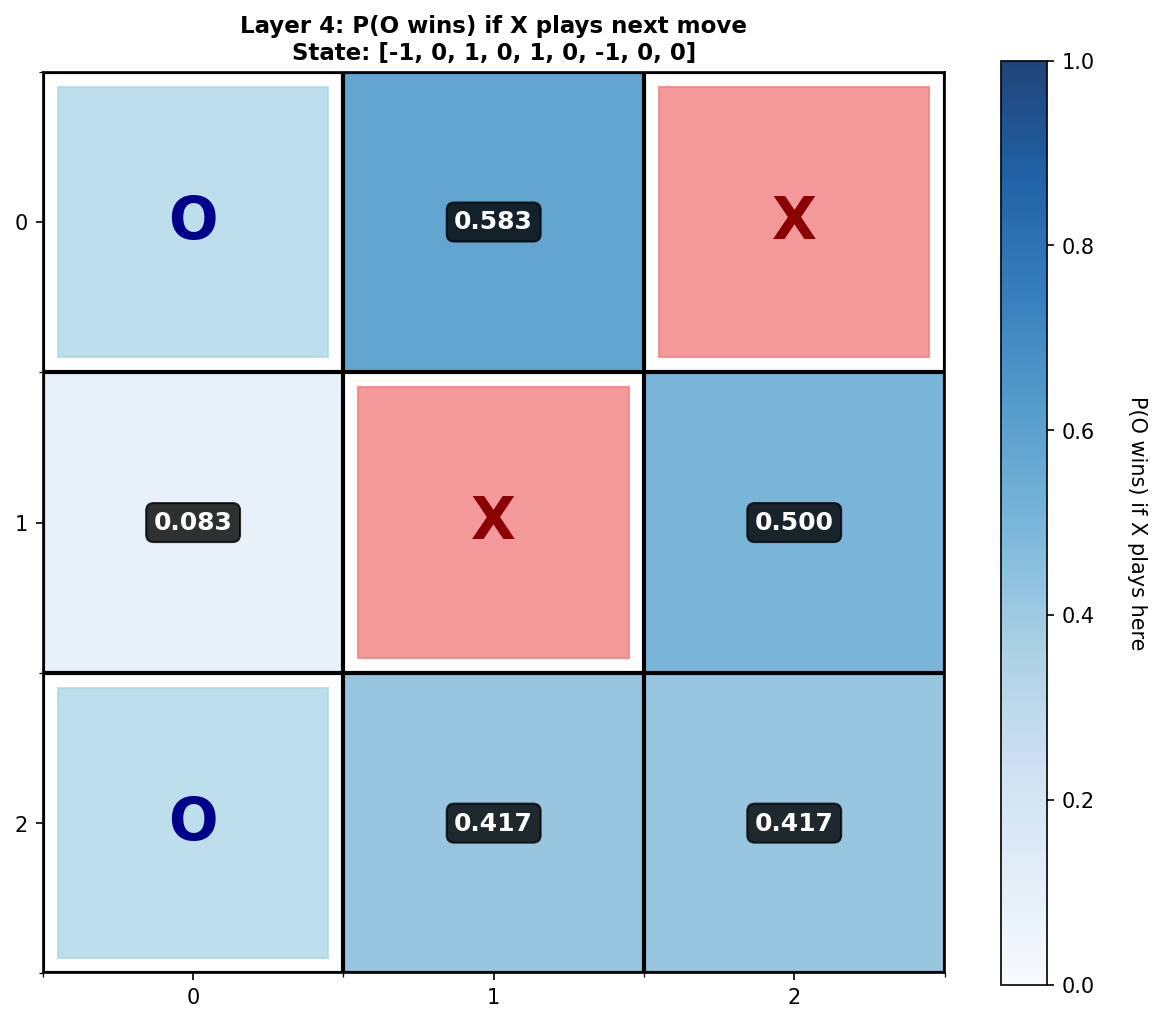 Layer 4: P(O wins) if X plays next move
State: [-1, 0, 1, 0, 1, 0, -1, 0, 0]
0
O
0.583
X
1
0.083
X
0.500
2
O
0.417
0.417
0
1
2
1.0
0.8
0.6
0.4
0.2
0.0
P(O wins) if X plays here